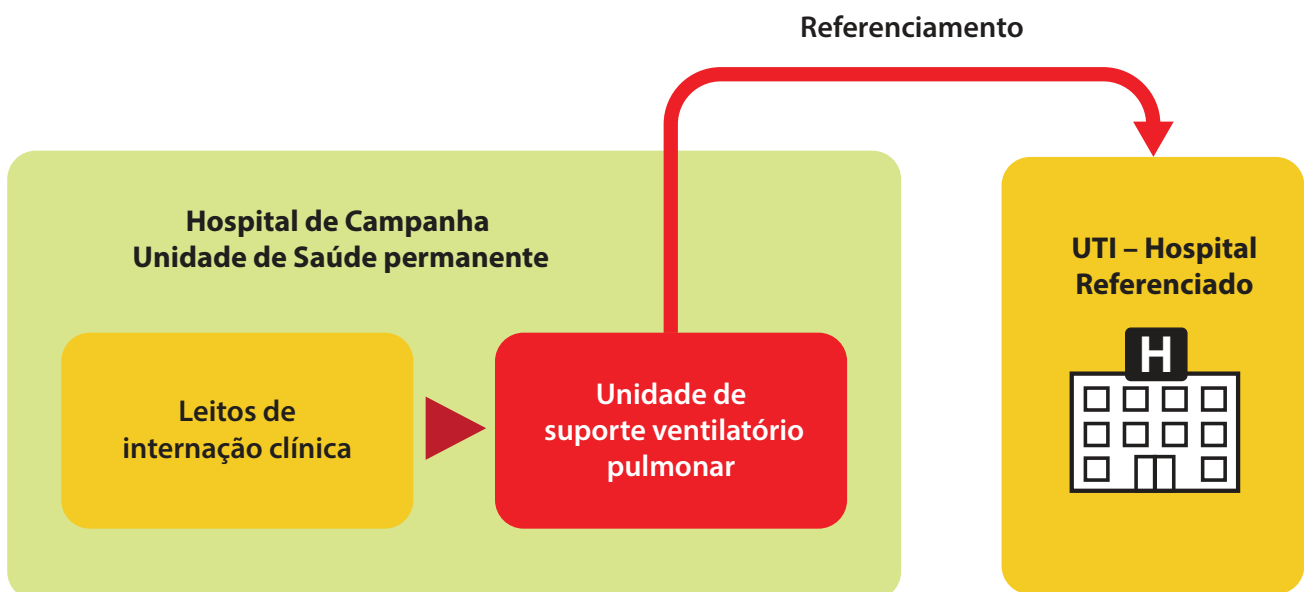 Referenciamento
Hospital de Campanha
Unidade de Saúde permanente
Leitos de
internação clínica
Unidade de
suporte ventilatório
pulmonar
UTI – Hospital
Referenciado
H